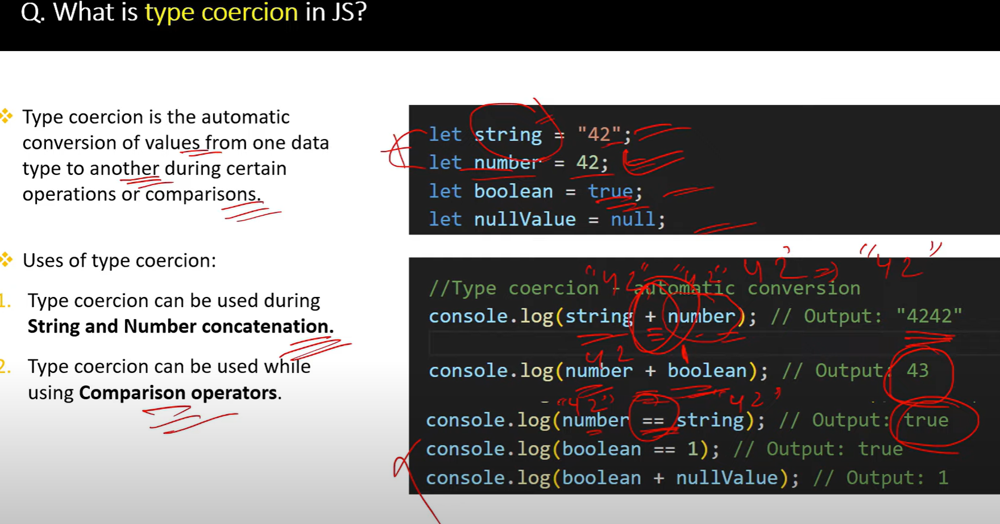 Q. What is type coercion in JS?
❖ Type coercion is the automatic
conversion of values from one data
type to another during certain
operations or comparisons.
❖ Uses of type coercion:
1. Type coercion can be used during
String and Number concatenation.
2. Type coercion can be used while
using Comparison operators.
let string = "42";
let number = 42;
let boolean = true;
let nullValue = null;
"42" "42" 42 => "42"
//Type coercion - automatic conversion
console.log(string + number); // Output: "4242"
42 1
console.log(number + boolean); // Output: 43
"42" "42"
console.log(number == string); // Output: true
console.log(boolean == 1); // Output: true
console.log(boolean + nullValue); // Output: 1